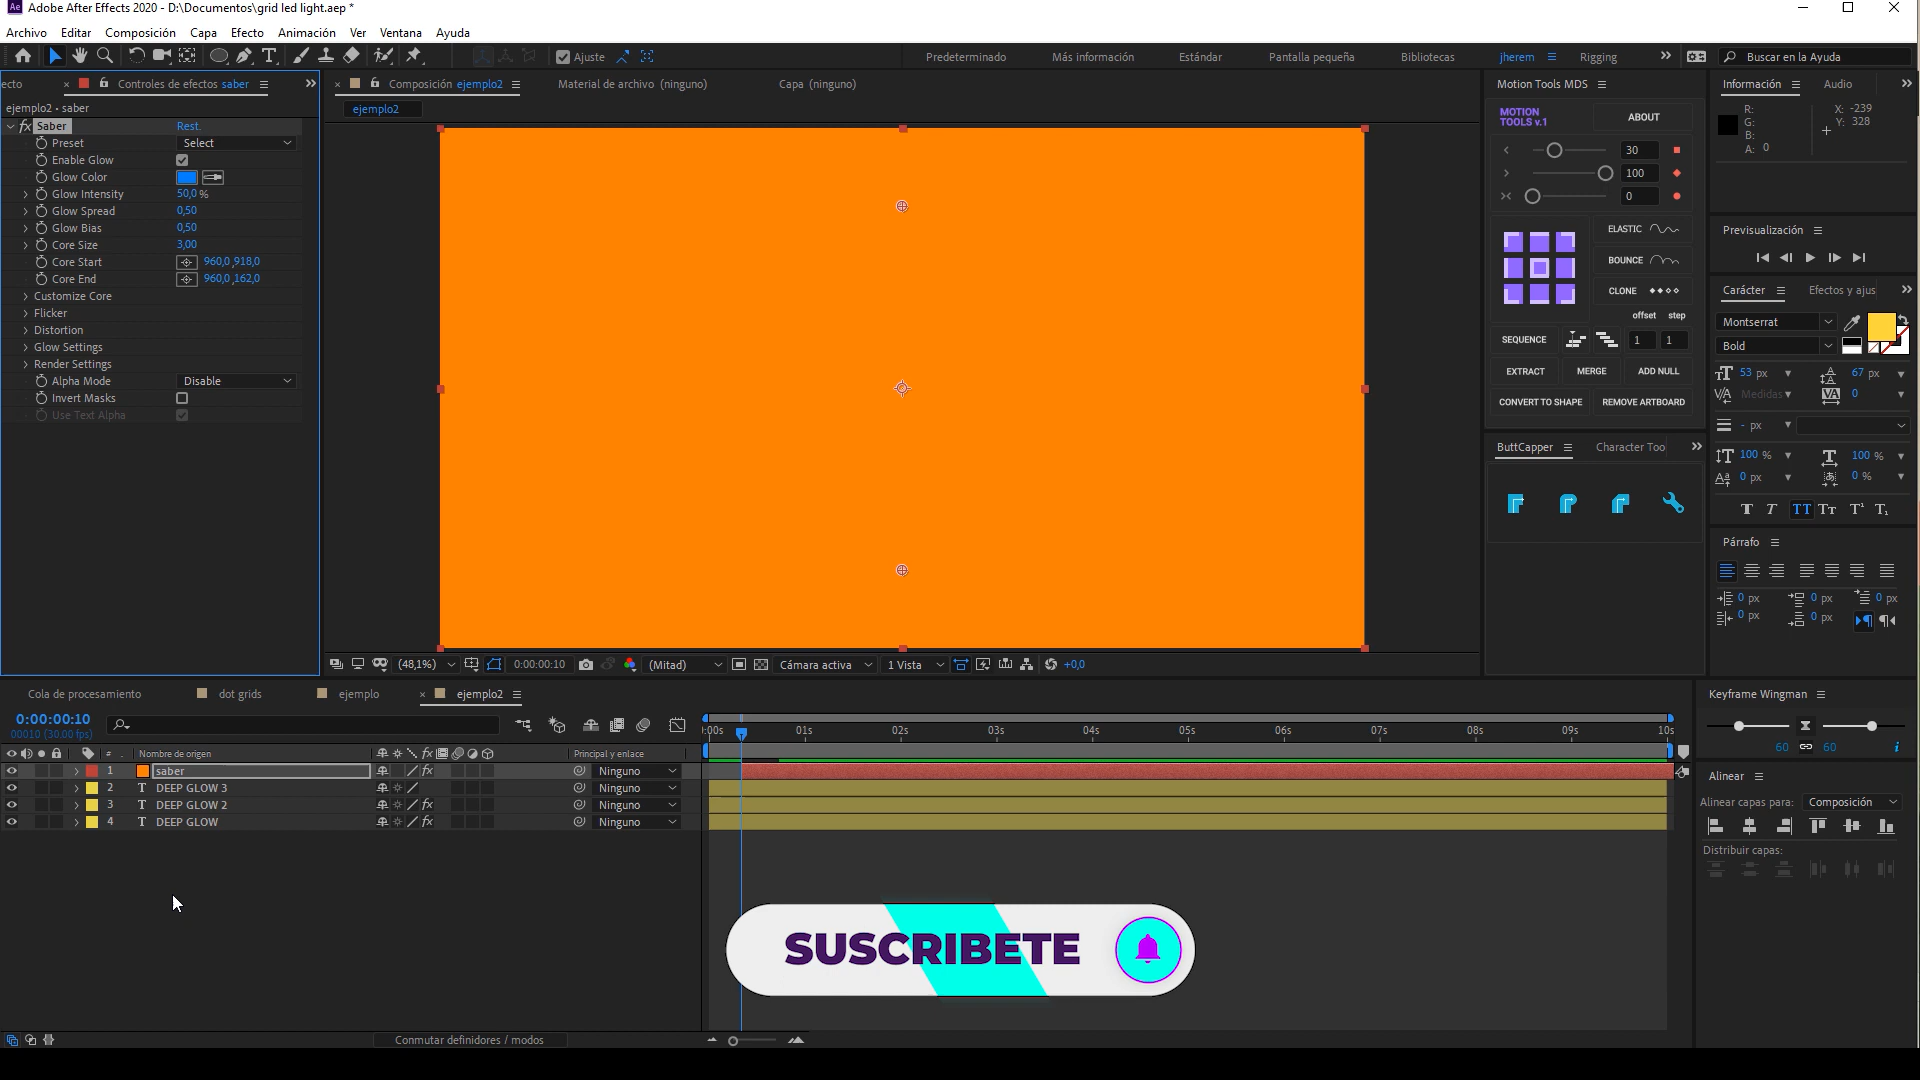 Ae Adobe After Effects 2020 - D:\Documentos\grid led light.aep *
Archivo Editar Composición Capa Efecto Animación Ver Ventana Ayuda
Ajuste Predeterminado Más información Estándar Pantalla pequeña Bibliotecas jherem Rigging Buscar en la Ayuda
ecto Controles de efectos saber
ejemplo2 • saber
fx Saber Rest.
Preset Select
Enable Glow
Glow Color
Glow Intensity 50,0 %
Glow Spread 0,50
Glow Bias 0,50
Core Size 3,00
Core Start 960,0 ,918,0
Core End 960,0 ,162,0
Customize Core
Flicker
Distortion
Glow Settings
Render Settings
Alpha Mode Disable
Invert Masks
Use Text Alpha
Composición ejemplo2 Material de archivo (ninguno) Capa (ninguno)
ejemplo2
(48,1%) 0:00:00:10 (Mitad) Cámara activa 1 Vista +0,0
Motion Tools MDS
MOTION
TOOLS v.1
ABOUT
30
100
0
ELASTIC
BOUNCE
CLONE
offset step
SEQUENCE 1 1
EXTRACT MERGE ADD NULL
CONVERT TO SHAPE REMOVE ARTBOARD
ButtCapper Character Too
Información Audio
R:
G:
B:
A: 0
X: -239
Y: 328
Previsualización
Carácter Efectos y ajus
Montserrat
Bold
53 px 67 px
Medidas 0
- px
100 % 100 %
0 px 0 %
Párrafo
0 px 0 px 0 px
0 px 0 px
Cola de procesamiento dot grids ejemplo ejemplo2
0:00:00:10
00010 (30.00 fps)
# Nombre de origen Principal y enlace
1 saber Ninguno
2 T DEEP GLOW 3 Ninguno
3 T DEEP GLOW 2 Ninguno
4 T DEEP GLOW Ninguno
:00s 01s 02s 03s 04s 05s 06s 07s 08s 09s 10s
SUSCRIBETE
Conmutar definidores / modos
Keyframe Wingman
60 60
Alinear
Alinear capas para: Composición
Distribuir capas: